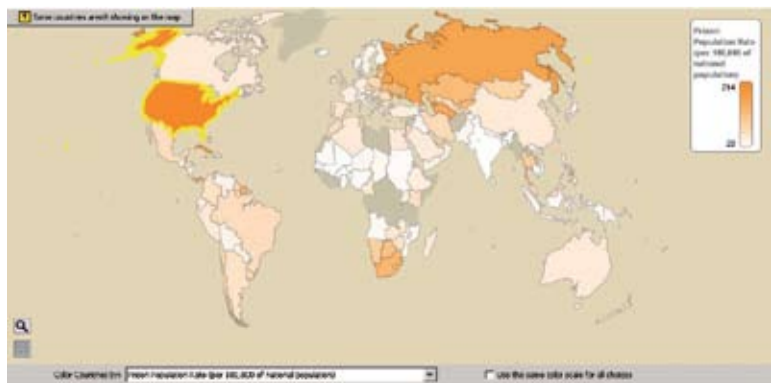 Some countries aren't showing on the map
Prison
Population Rate
(per 100,000 of
national
population)
714
Color Countries by: Prison Population Rate (per 100,000 of national population)
Use the same color scale for all choices